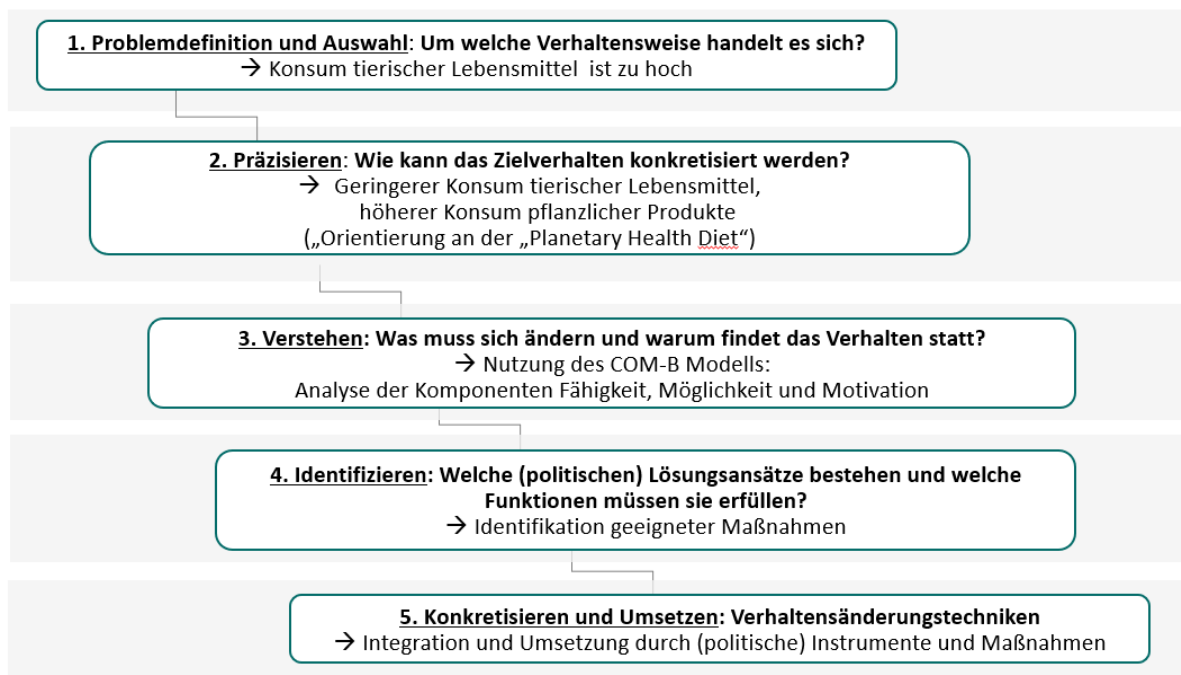 1. Problemdefinition und Auswahl: Um welche Verhaltensweise handelt es sich?
→ Konsum tierischer Lebensmittel  ist zu hoch
2. Präzisieren: Wie kann das Zielverhalten konkretisiert werden?
→ Geringerer Konsum tierischer Lebensmittel,
höherer Konsum pflanzlicher Produkte
(„Orientierung an der „Planetary Health Diet“)
3. Verstehen: Was muss sich ändern und warum findet das Verhalten statt?
→ Nutzung des COM-B Modells:
Analyse der Komponenten Fähigkeit, Möglichkeit und Motivation
4. Identifizieren: Welche (politischen) Lösungsansätze bestehen und welche
Funktionen müssen sie erfüllen?
→ Identifikation geeigneter Maßnahmen
5. Konkretisieren und Umsetzen: Verhaltensänderungstechniken
→ Integration und Umsetzung durch (politische) Instrumente und Maßnahmen